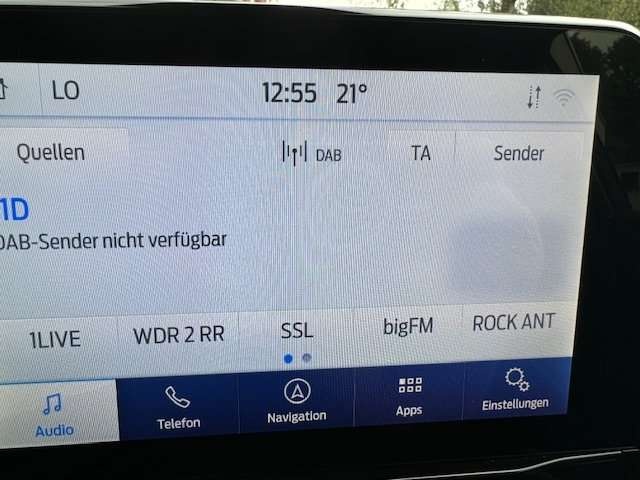 LO 12:55 21°
Quellen DAB TA Sender
1D
DAB-Sender nicht verfügbar
1LIVE WDR 2 RR SSL bigFM ROCK ANT
Audio Telefon Navigation Apps Einstellungen